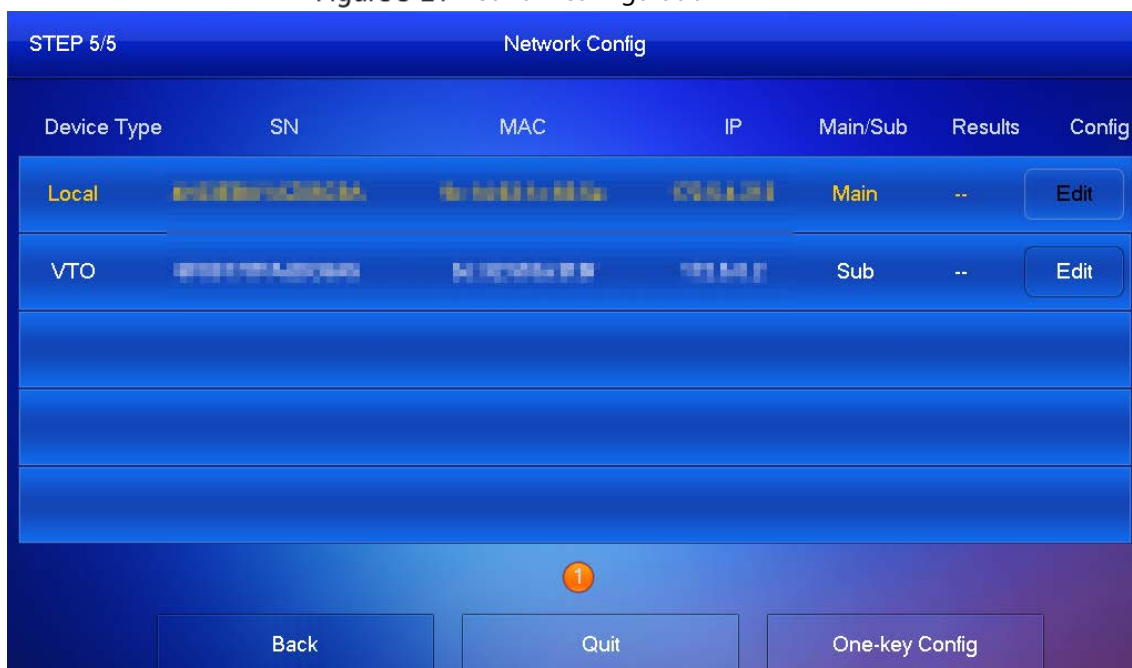 STEP 5/5 Network Config
Device Type SN MAC IP Main/Sub Results Config
Local Main -- Edit
VTO Sub -- Edit
1
Back Quit One-key Config